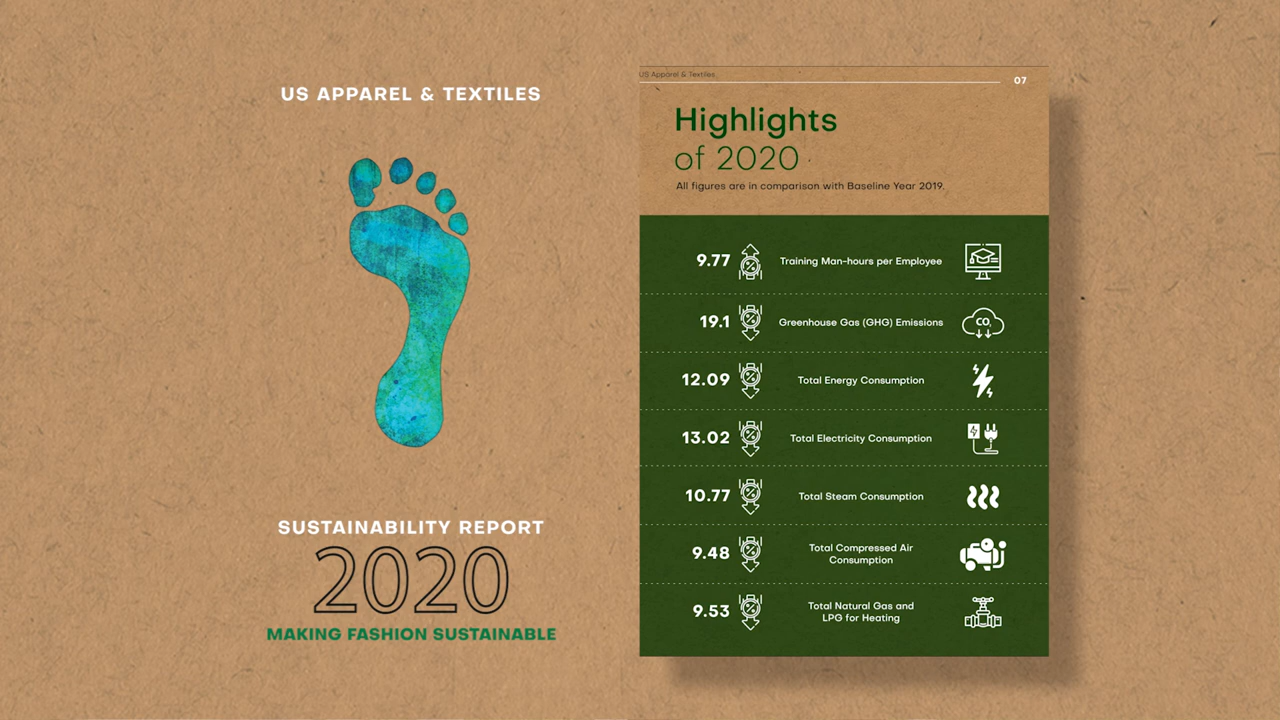 US APPAREL & TEXTILES
SUSTAINABILITY REPORT
2020
MAKING FASHION SUSTAINABLE
US Apparel & Textiles
07
Highlights
of 2020
All figures are in comparison with Baseline Year 2019.
9.77 % Training Man-hours per Employee
19.1 % Greenhouse Gas (GHG) Emissions CO₂
12.09 % Total Energy Consumption
13.02 % Total Electricity Consumption
10.77 % Total Steam Consumption
9.48 % Total Compressed Air
Consumption
9.53 % Total Natural Gas and
LPG for Heating